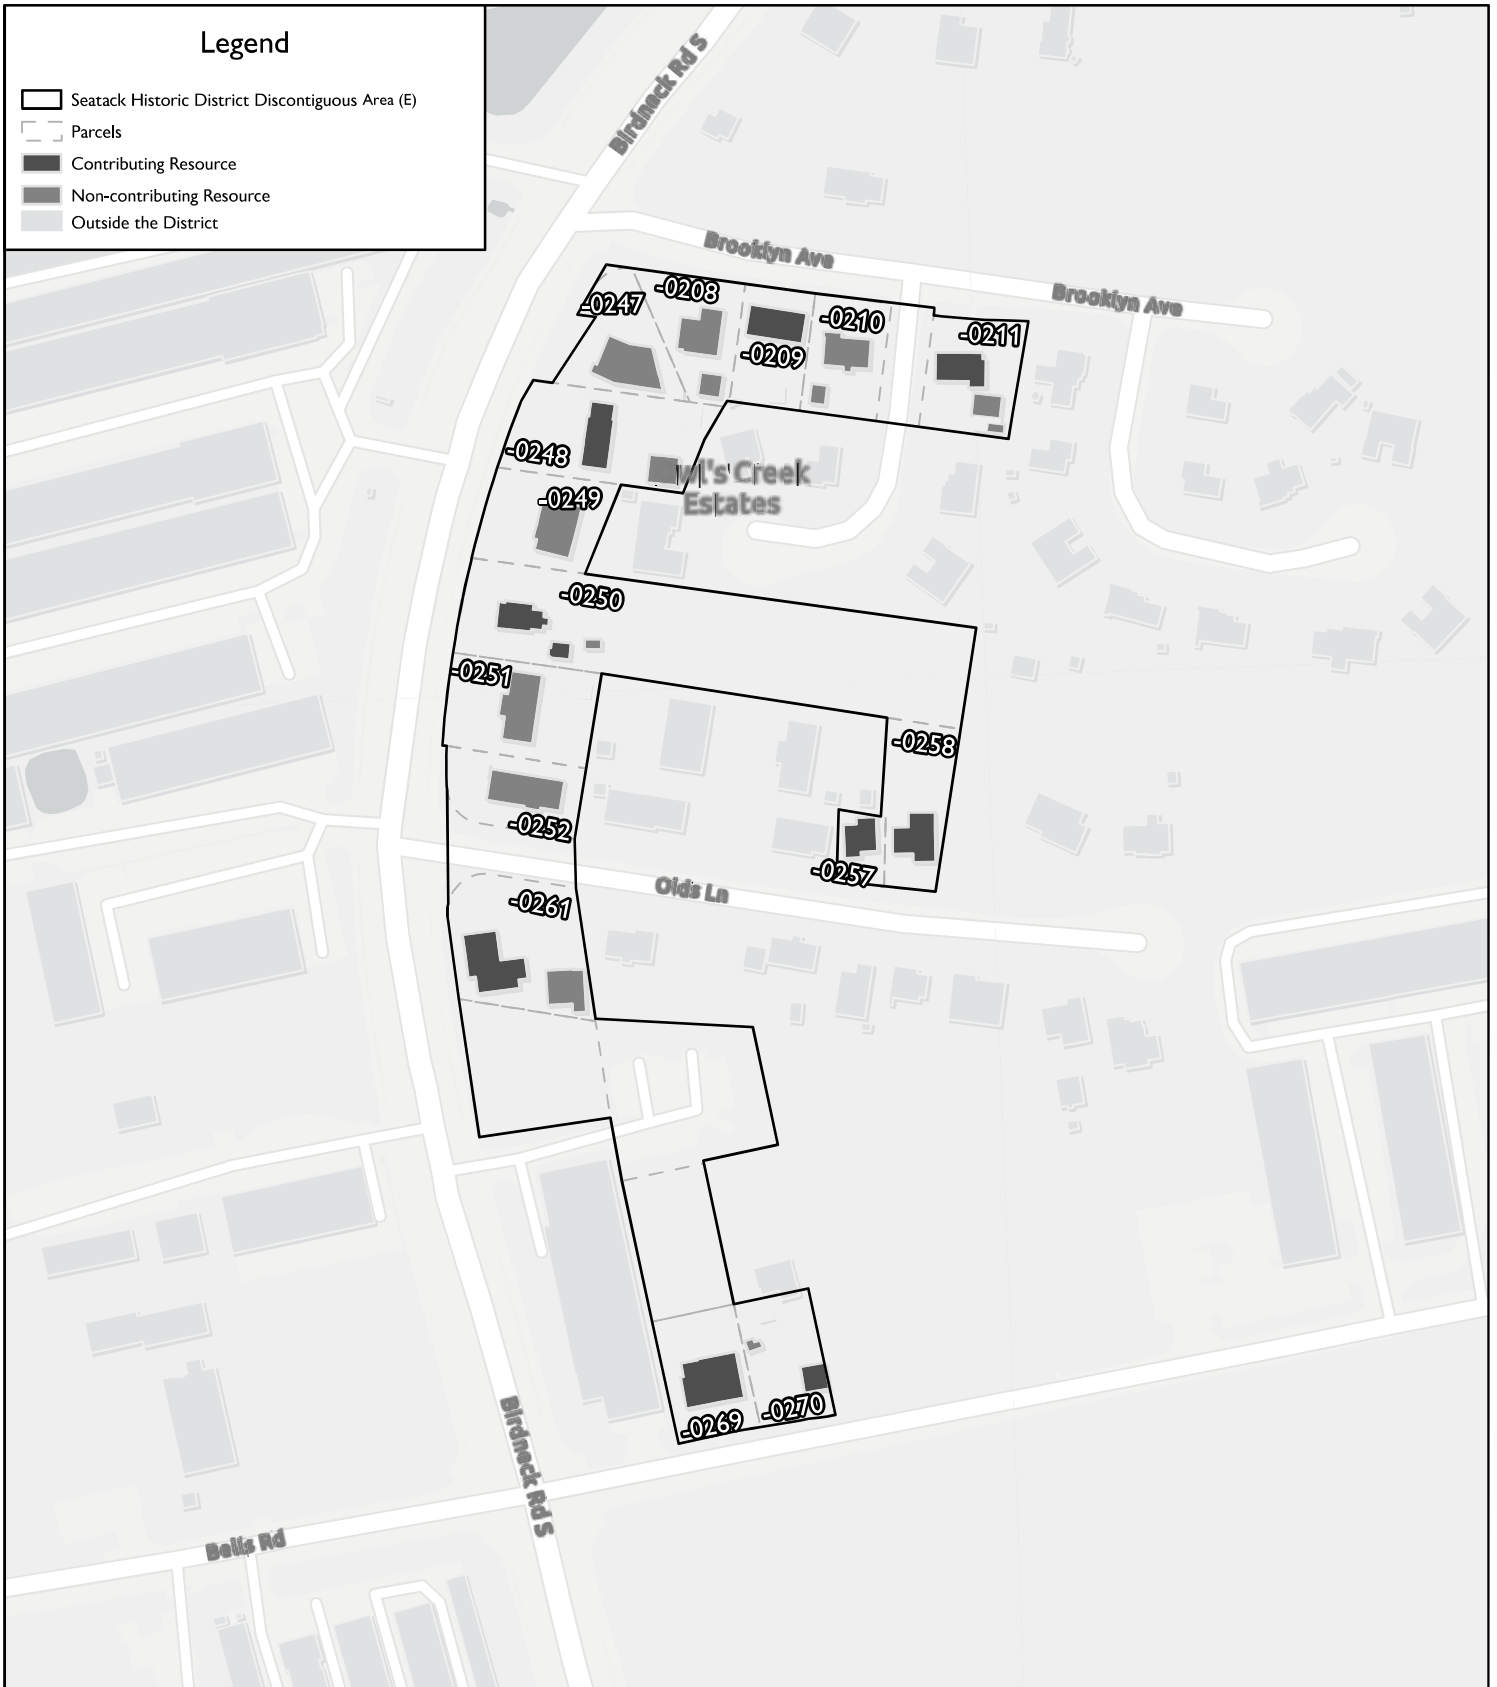 Legend
Seatack Historic District Discontiguous Area (E)
Parcels
Contributing Resource
Non-contributing Resource
Outside the District
Birdneck Rd S
Brooklyn Ave
Brooklyn Ave
-0247
-0208
-0209
-0210
-0211
-0248
Owl's Creek
Estates
-0249
-0250
-0251
-0258
-0252
-0257
Olds Ln
-0261
-0269
-0270
Birdneck Rd S
Bells Rd